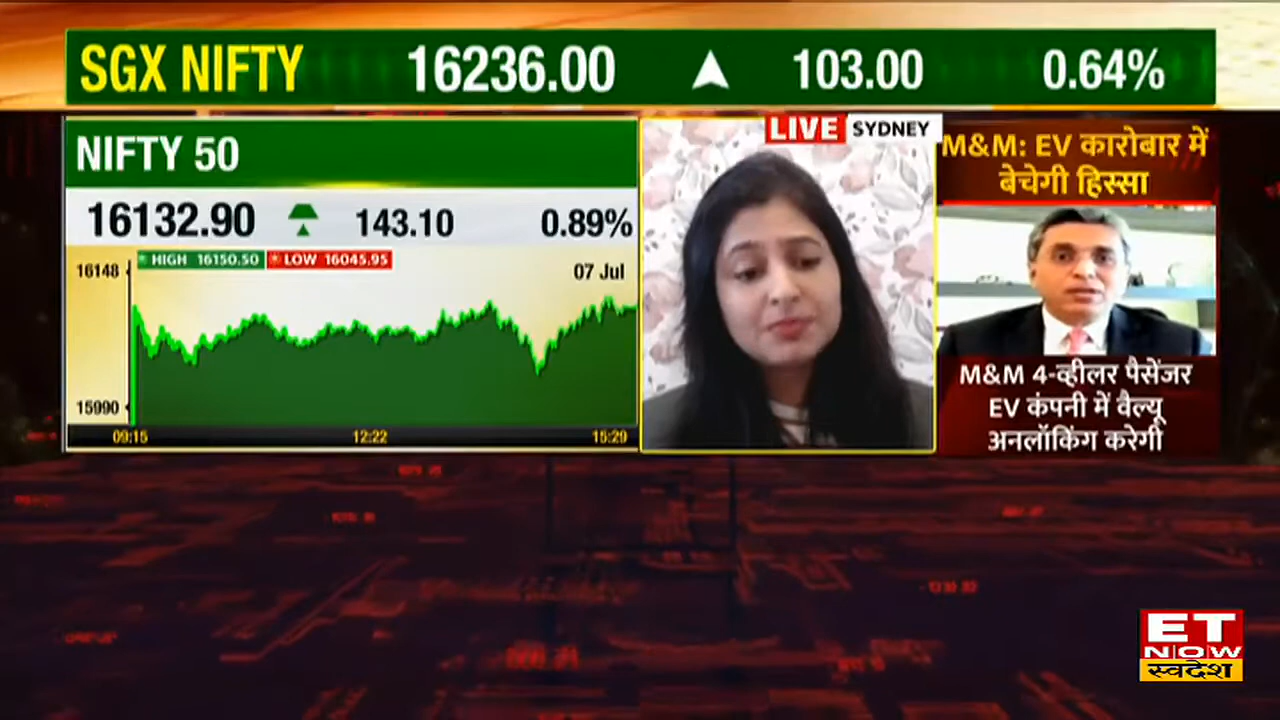 SGX NIFTY 16236.00 103.00 0.64%
NIFTY 50
16132.90 143.10 0.89%
HIGH 16150.50 LOW 16045.95
16148
07 Jul
15990
09:15 12:22 15:29
LIVE SYDNEY
M&M: EV कारोबार में
बेचेगी हिस्सा
M&M 4-व्हीलर पैसेंजर
EV कंपनी में वैल्यू
अनलॉकिंग करेगी
ET
NOW
स्वदेश